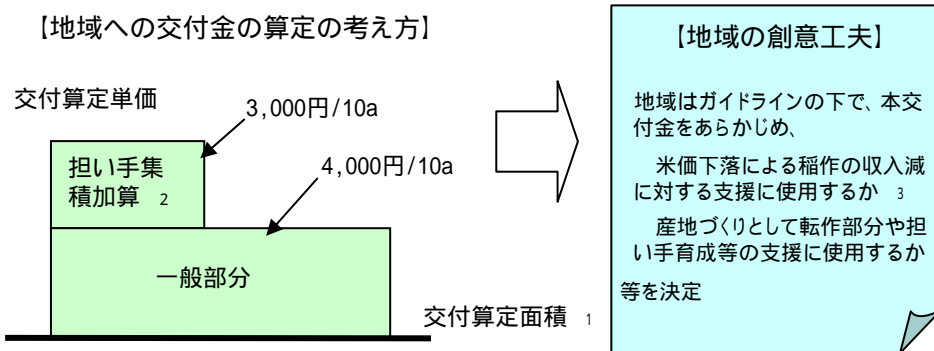 【地域への交付金の算定の考え方】
交付算定単価
3,000円/10a
担い手集
積加算 2
4,000円/10a
一般部分
交付算定面積 1
【地域の創意工夫】
地域はガイドラインの下で、本交
付金をあらかじめ、
米価下落による稲作の収入減
に対する支援に使用するか 3
産地づくりとして転作部分や担
い手育成等の支援に使用するか
等を決定